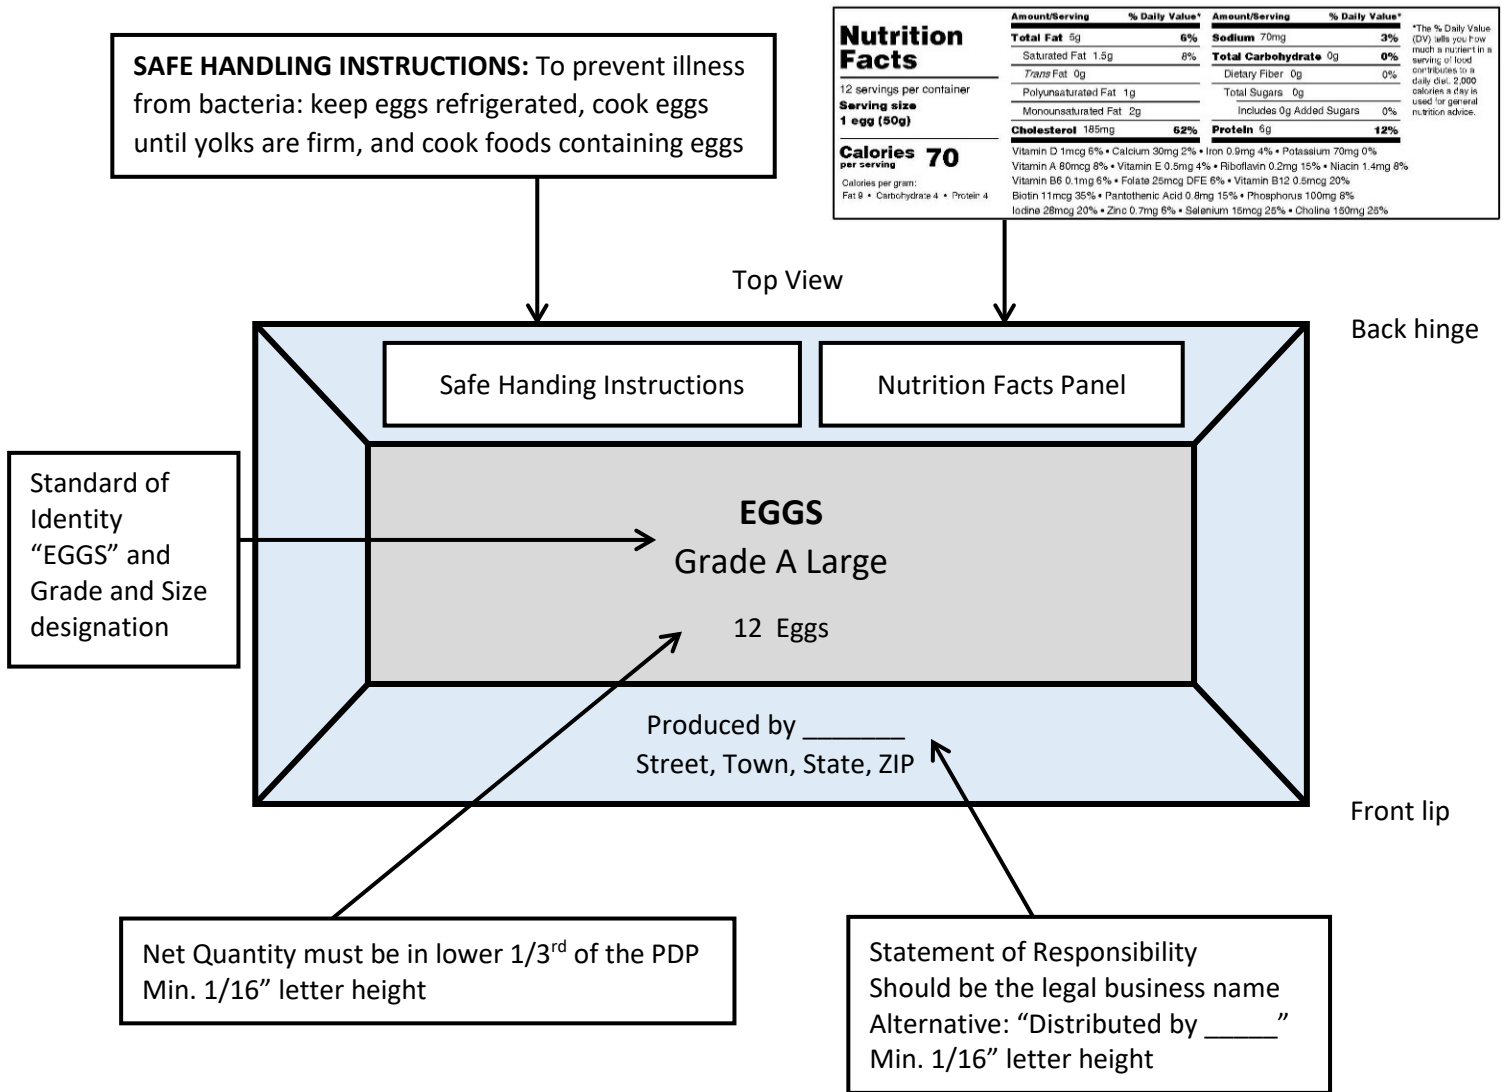 SAFE HANDLING INSTRUCTIONS: To prevent illness
from bacteria: keep eggs refrigerated, cook eggs
until yolks are firm, and cook foods containing eggs
Nutrition
Facts
12 servings per container
Serving size
1 egg (50g)
Calories 70
per serving
Calories per gram:
Fat 9 • Carbohydrate 4 • Protein 4
Amount/Serving % Daily Value*
Total Fat 5g 6%
Saturated Fat 1.5g 8%
Trans Fat 0g
Polyunsaturated Fat 1g
Monounsaturated Fat 2g
Cholesterol 185mg 62%
Amount/Serving % Daily Value*
Sodium 70mg 3%
Total Carbohydrate 0g 0%
Dietary Fiber 0g 0%
Total Sugars 0g
Includes 0g Added Sugars 0%
Protein 6g 12%
Vitamin D 1mcg 6% • Calcium 30mg 2% • Iron 0.9mg 4% • Potassium 70mg 0%
Vitamin A 80mcg 8% • Vitamin E 0.5mg 4% • Riboflavin 0.2mg 15% • Niacin 1.4mg 8%
Vitamin B6 0.1mg 6% • Folate 25mcg DFE 6% • Vitamin B12 0.5mcg 20%
Biotin 11mcg 35% • Pantothenic Acid 0.8mg 15% • Phosphorus 100mg 8%
Iodine 28mcg 20% • Zinc 0.7mg 6% • Selenium 15mcg 25% • Choline 150mg 25%
*The % Daily Value
(DV) tells you how
much a nutrient in a
serving of food
contributes to a
daily diet. 2,000
calories a day is
used for general
nutrition advice.
Top View
Back hinge
Safe Handing Instructions
Nutrition Facts Panel
Standard of
Identity
“EGGS” and
Grade and Size
designation
EGGS
Grade A Large
12 Eggs
Produced by _______
Street, Town, State, ZIP
Front lip
Net Quantity must be in lower 1/3rd of the PDP
Min. 1/16” letter height
Statement of Responsibility
Should be the legal business name
Alternative: “Distributed by _____”
Min. 1/16” letter height